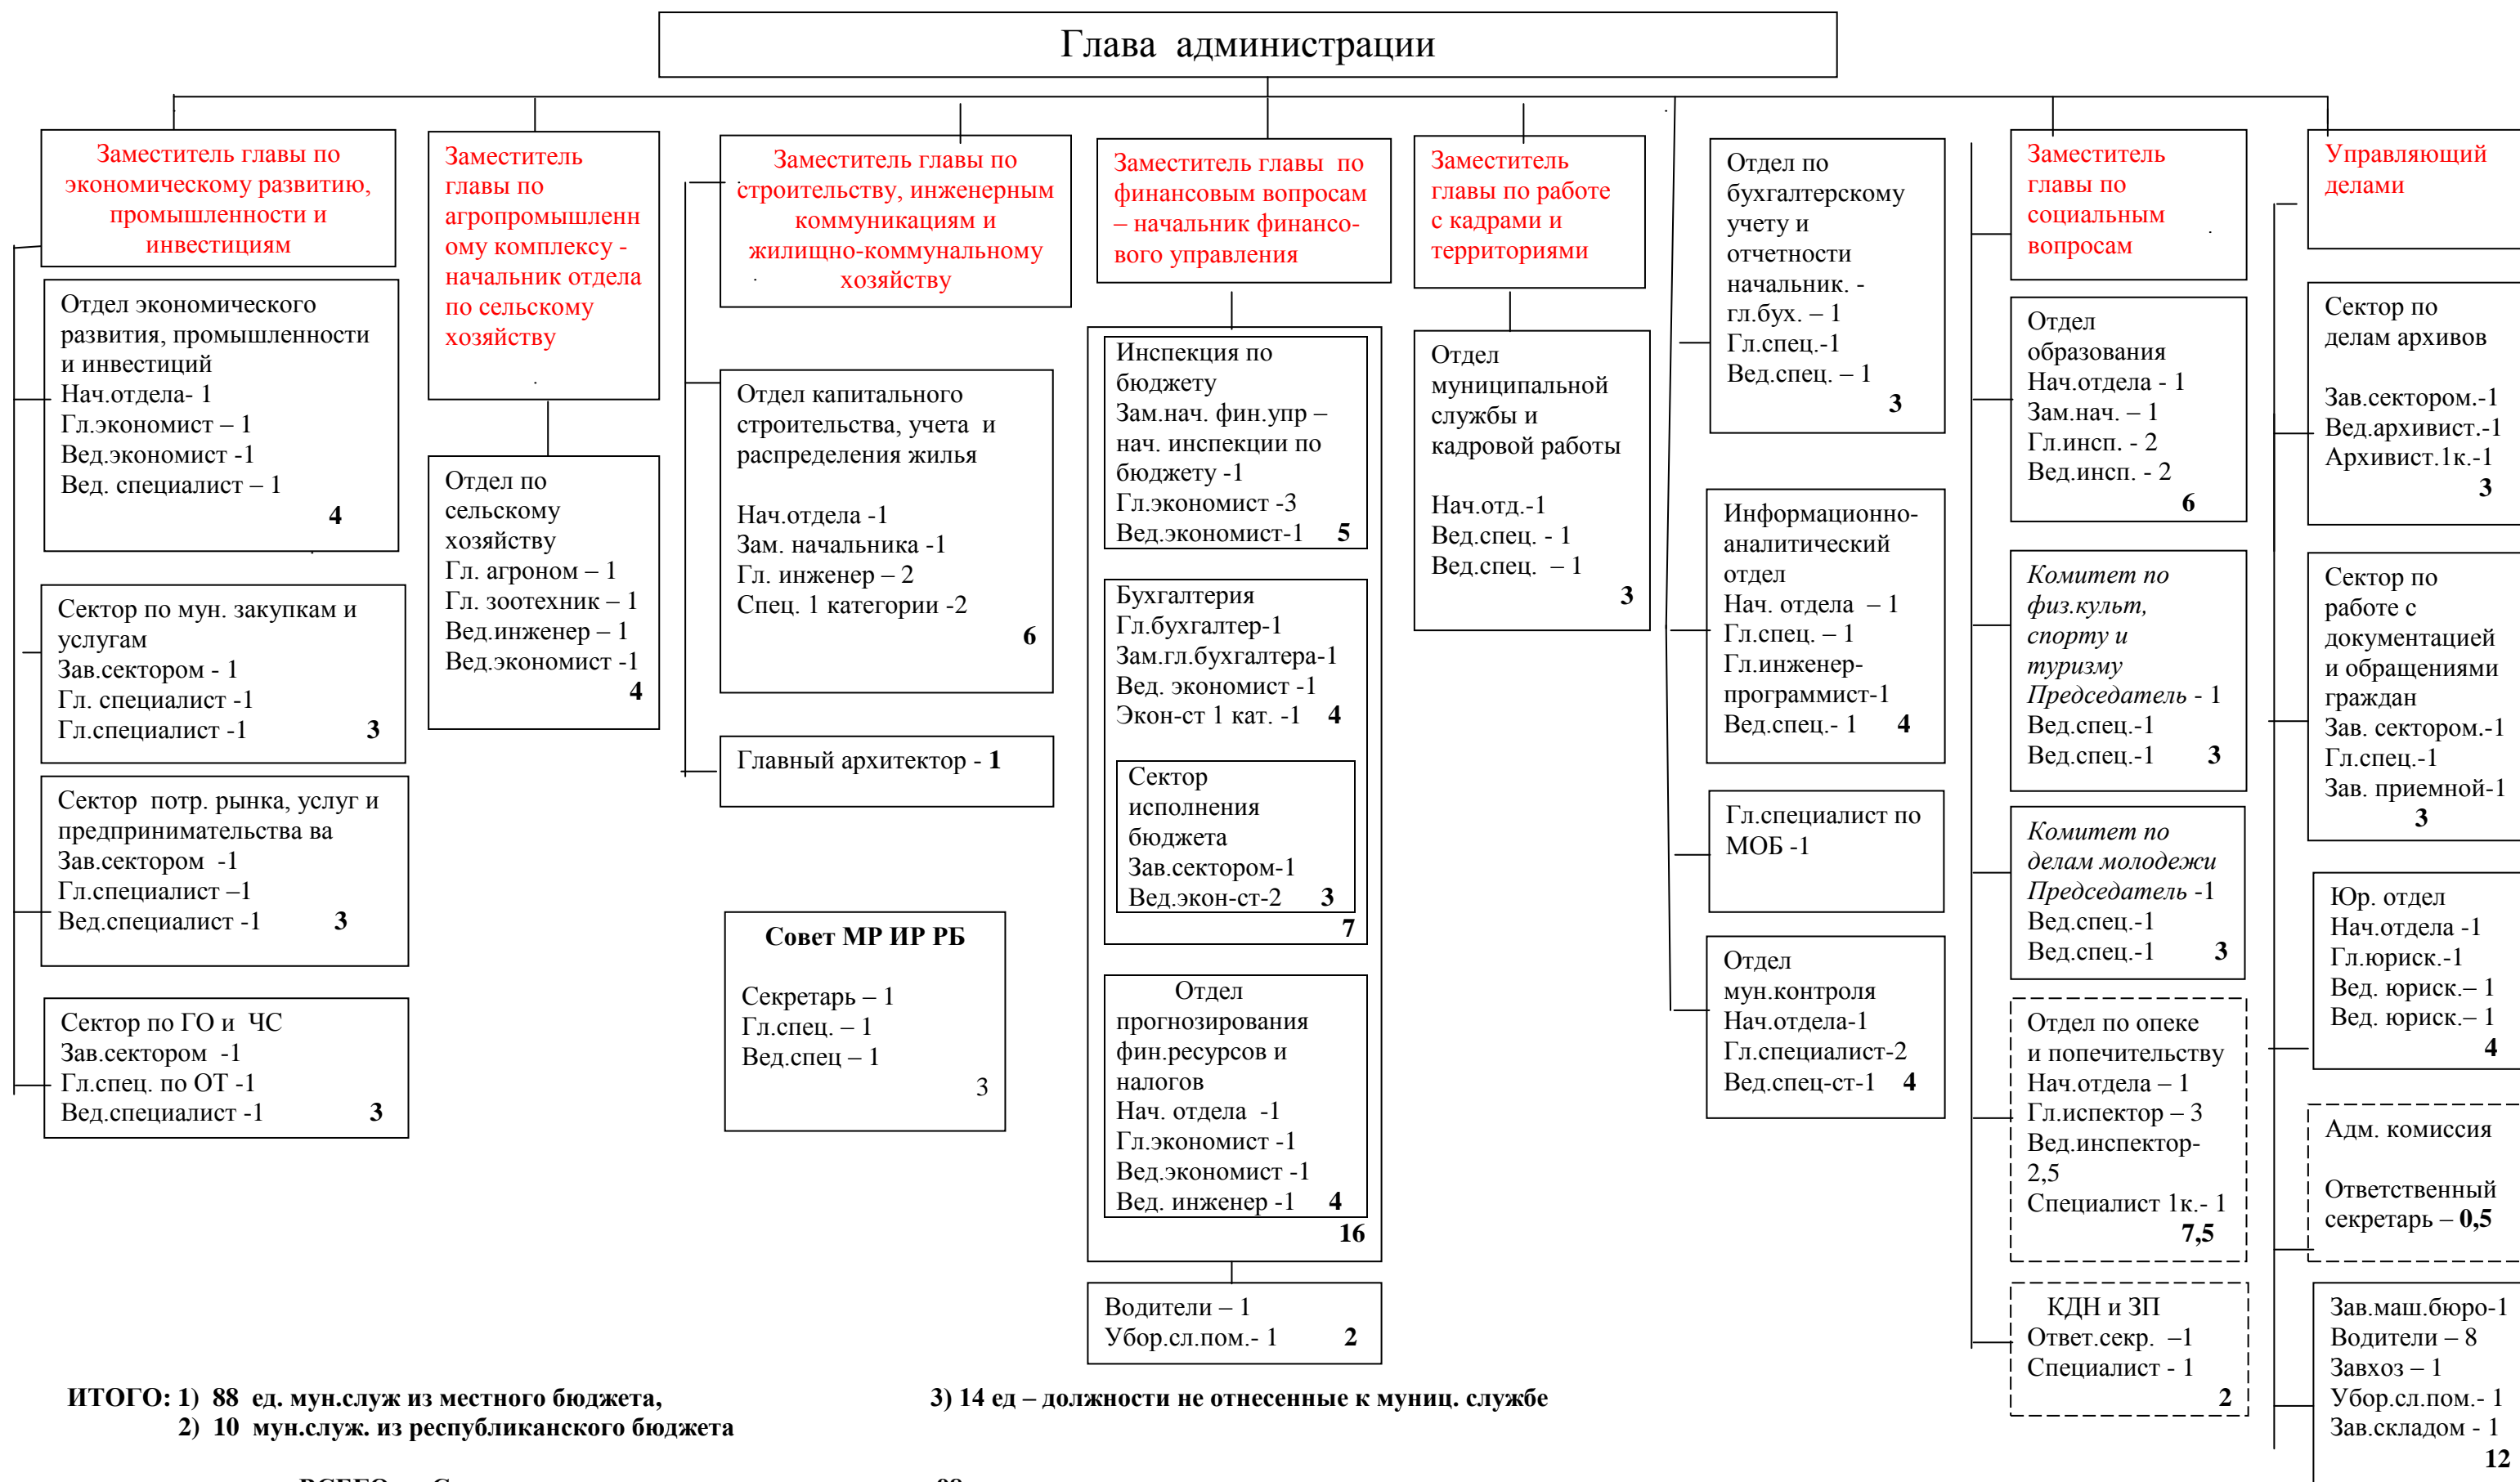 Глава администрации
Заместитель главы по
экономическому развитию,
промышленности и
инвестициям
Отдел экономического
развития, промышленности
и инвестиций
Нач.отдела- 1
Гл.экономист – 1
Вед.экономист -1
Вед. специалист – 1
4
Сектор по мун. закупкам и
услугам
Зав.сектором - 1
Гл. специалист -1
Гл.специалист -1 3
Сектор потр. рынка, услуг и
предпринимательства ва
Зав.сектором -1
Гл.специалист –1
Вед.специалист -1 3
Сектор по ГО и ЧС
Зав.сектором -1
Гл.спец. по ОТ -1
Вед.специалист -1 3
Заместитель
главы по
агропромышленн
ому комплексу -
начальник отдела
по сельскому
хозяйству
Отдел по
сельскому
хозяйству
Гл. агроном – 1
Гл. зоотехник – 1
Вед.инженер – 1
Вед.экономист -1
4
Заместитель главы по
строительству, инженерным
коммуникациям и
жилищно-коммунальному
хозяйству
Отдел капитального
строительства, учета и
распределения жилья
Нач.отдела -1
Зам. начальника -1
Гл. инженер – 2
Спец. 1 категории -2
6
Главный архитектор - 1
Совет МР ИР РБ
Секретарь – 1
Гл.спец. – 1
Вед.спец – 1
3
Заместитель главы по
финансовым вопросам
– начальник финансо-
вого управления
Инспекция по
бюджету
Зам.нач. фин.упр –
нач. инспекции по
бюджету -1
Гл.экономист -3
Вед.экономист-1 5
Бухгалтерия
Гл.бухгалтер-1
Зам.гл.бухгалтера-1
Вед. экономист -1
Экон-ст 1 кат. -1 4
Сектор
исполнения
бюджета
Зав.сектором-1
Вед.экон-ст-2 3
7
Отдел
прогнозирования
фин.ресурсов и
налогов
Нач. отдела -1
Гл.экономист -1
Вед.экономист -1
Вед. инженер -1 4
16
Водители – 1
Убор.сл.пом.- 1 2
Заместитель
главы по работе
с кадрами и
территориями
Отдел
муниципальной
службы и
кадровой работы
Нач.отд.-1
Вед.спец. - 1
Вед.спец. – 1
3
Отдел по
бухгалтерскому
учету и
отчетности
начальник. -
гл.бух. – 1
Гл.спец.-1
Вед.спец. – 1
3
Информационно-
аналитический
отдел
Нач. отдела – 1
Гл.спец. – 1
Гл.инженер-
программист-1
Вед.спец.- 1 4
Гл.специалист по
МОБ -1
Отдел
мун.контроля
Нач.отдела-1
Гл.специалист-2
Вед.спец-ст-1 4
Заместитель
главы по
социальным
вопросам
Отдел
образования
Нач.отдела - 1
Зам.нач. – 1
Гл.инсп. - 2
Вед.инсп. - 2
6
Комитет по
физ.культ,
спорту и
туризму
Председатель - 1
Вед.спец.-1
Вед.спец.-1 3
Комитет по
делам молодежи
Председатель -1
Вед.спец.-1
Вед.спец.-1 3
Отдел по опеке
и попечительству
Нач.отдела – 1
Гл.испектор – 3
Вед.инспектор-
2,5
Специалист 1к.- 1
7,5
КДН и ЗП
Ответ.секр. –1
Специалист - 1
2
Управляющий
делами
Сектор по
делам архивов
Зав.сектором.-1
Вед.архивист.-1
Архивист.1к.-1
3
Сектор по
работе с
документацией
и обращениями
граждан
Зав. сектором.-1
Гл.спец.-1
Зав. приемной-1
3
Юр. отдел
Нач.отдела -1
Гл.юриск.-1
Вед. юриск.– 1
Вед. юриск.– 1
4
Адм. комиссия
Ответственный
секретарь – 0,5
Зав.маш.бюро-1
Водители – 8
Завхоз – 1
Убор.сл.пом.- 1
Зав.складом - 1
12
ИТОГО: 1) 88 ед. мун.служ из местного бюджета,
2) 10 мун.служ. из республиканского бюджета
3) 14 ед – должности не отнесенные к муниц. службе